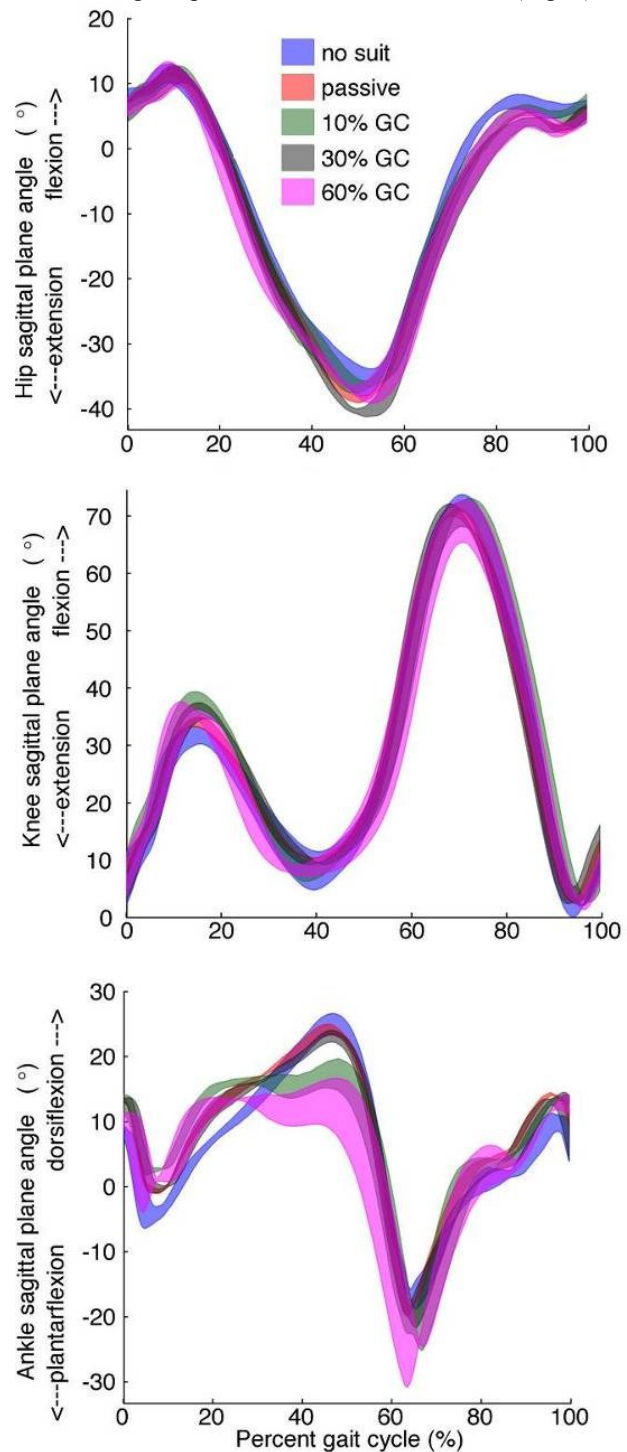 20
10
0
-10
-20
-30
-40
0 20 40 60 80 100
Hip sagittal plane angle ( °)
<---extension flexion --->
no suit
passive
10% GC
30% GC
60% GC
70
60
50
40
30
20
10
0
0 20 40 60 80 100
Knee sagittal plane angle ( °)
<---extension flexion --->
30
20
10
0
-10
-20
-30
0 20 40 60 80 100
Ankle sagittal plane angle ( °)
<---plantarflexion dorsiflexion --->
Percent gait cycle (%)